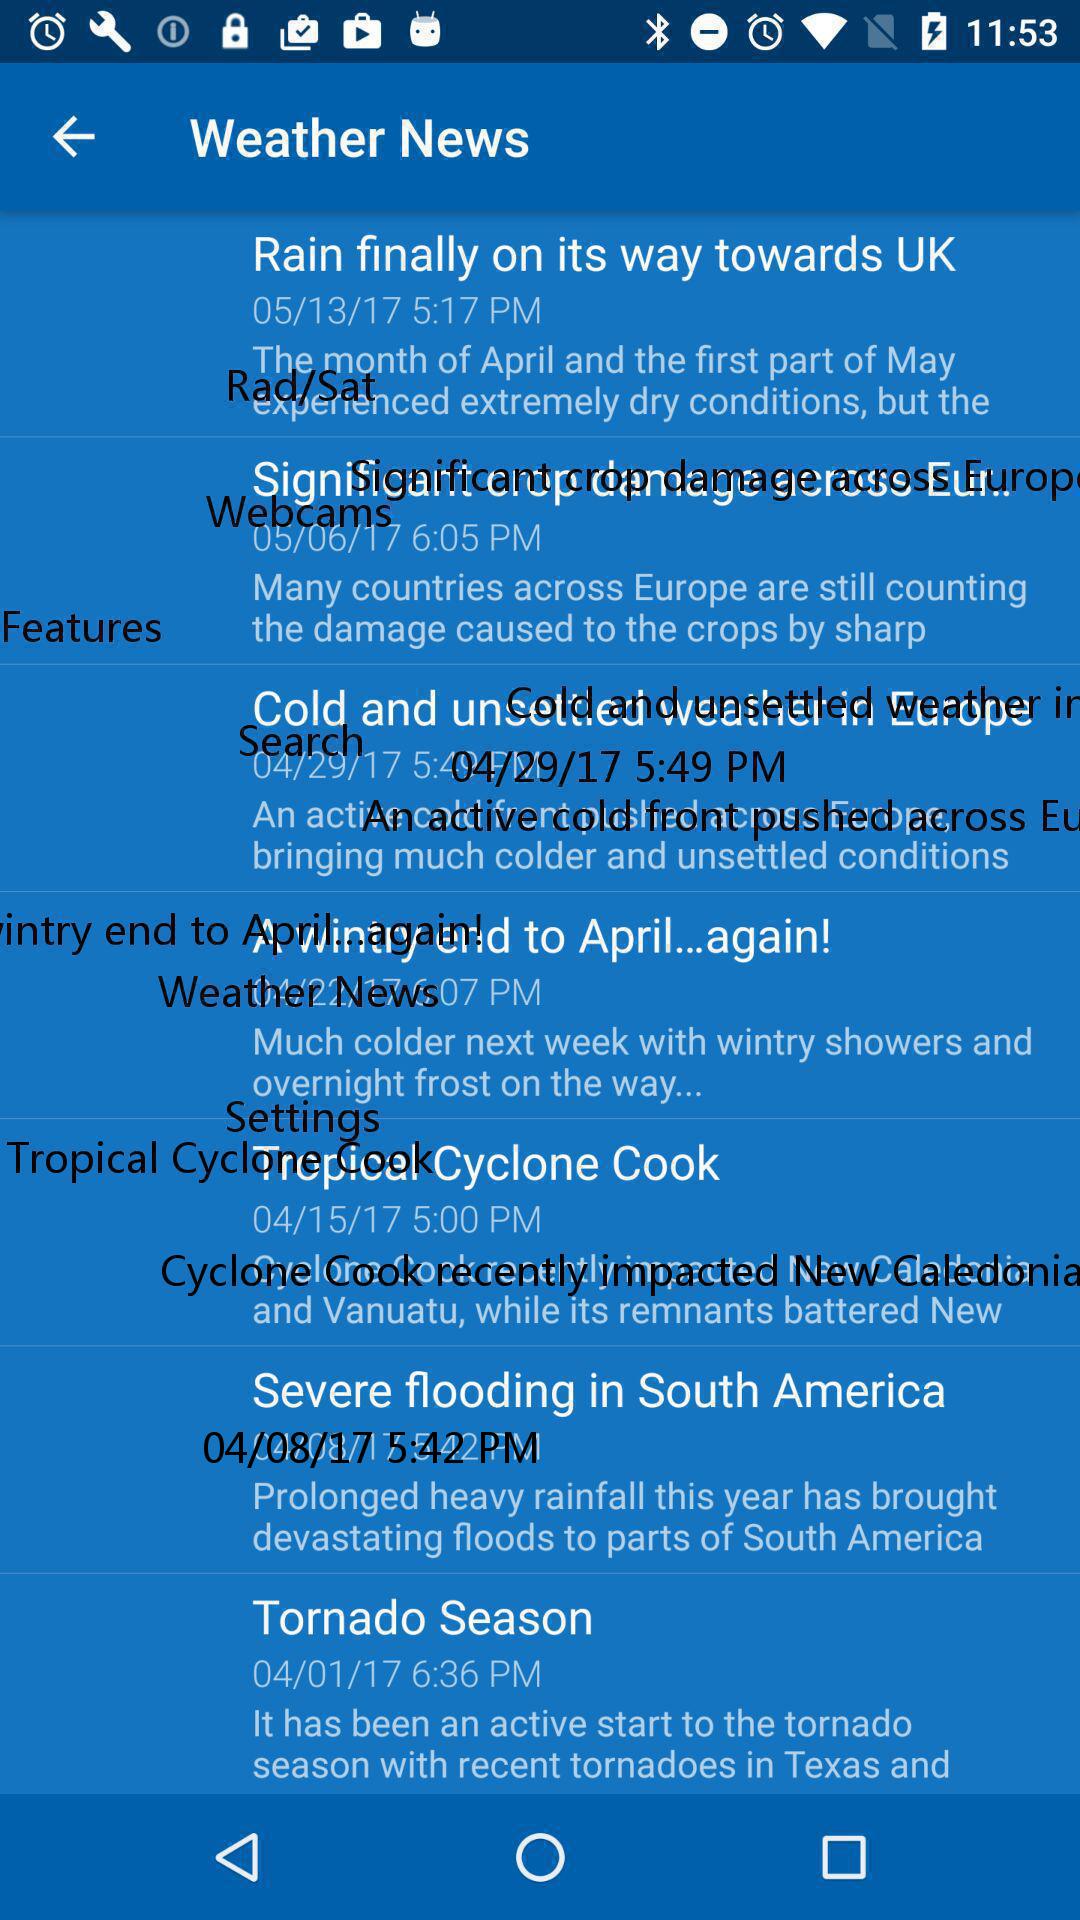 11:53
Weather News
Rain finally on its way towards UK
05/13/17 5:17 PM
The month of April and the first part of May
Rad/Sat
experienced extremely dry conditions, but the
Significant crop damage across Europe
Significant crop damage across Eur...
Webcams
05/06/17 6:05 PM
Many countries across Europe are still counting
Features
the damage caused to the crops by sharp
Cold and unsettled weather in
Cold and unsettled weather in Europe
Search
04/29/17 5:49 PM
04/29/17 5:49 PM
An active cold front pushed across Europe,
An active cold front pushed across Eu
bringing much colder and unsettled conditions
wintry end to April...again!
A wintry end to April...again!
Weather News
04/22/17 6:07 PM
Much colder next week with wintry showers and
overnight frost on the way...
Settings
Tropical Cyclone Cook
Tropical Cyclone Cook
04/15/17 5:00 PM
Cyclone Cook recently impacted New Caledonia
Cyclone Cook recently impacted New Caledonia
and Vanuatu, while its remnants battered New
Severe flooding in South America
04/08/17 5:42 PM
04/08/17 5:42 PM
Prolonged heavy rainfall this year has brought
devastating floods to parts of South America
Tornado Season
04/01/17 6:36 PM
It has been an active start to the tornado
season with recent tornadoes in Texas and